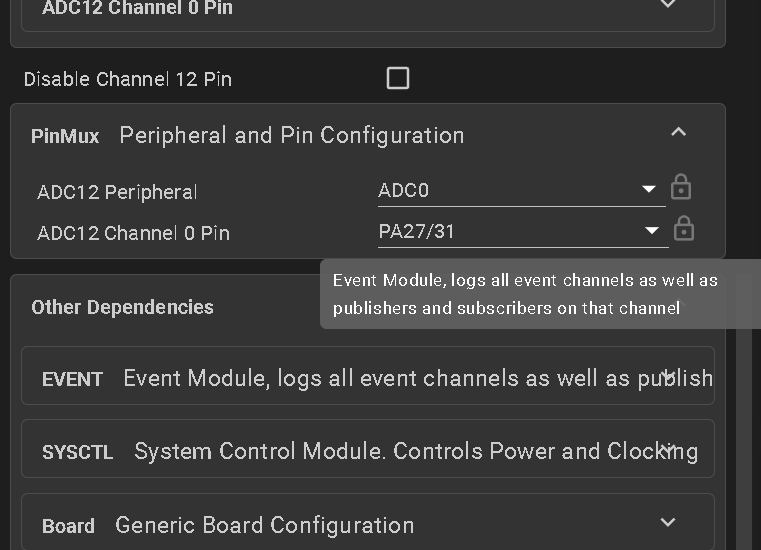 ADC12 Channel 0 Pin
Disable Channel 12 Pin
PinMux Peripheral and Pin Configuration
ADC12 Peripheral ADC0
ADC12 Channel 0 Pin PA27/31
Event Module, logs all event channels as well as
publishers and subscribers on that channel
Other Dependencies
EVENT Event Module, logs all event channels as well as publish
SYSCTL System Control Module. Controls Power and Clocking
Board Generic Board Configuration